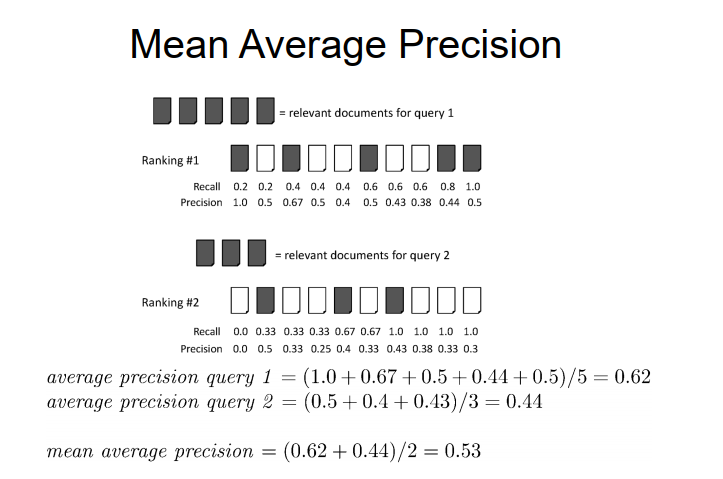 Mean Average Precision
= relevant documents for query 1
Ranking #1
Recall 0.2 0.2 0.4 0.4 0.4 0.6 0.6 0.6 0.8 1.0
Precision 1.0 0.5 0.67 0.5 0.4 0.5 0.43 0.38 0.44 0.5
= relevant documents for query 2
Ranking #2
Recall 0.0 0.33 0.33 0.33 0.67 0.67 1.0 1.0 1.0 1.0
Precision 0.0 0.5 0.33 0.25 0.4 0.33 0.43 0.38 0.33 0.3
average precision query 1 = (1.0 + 0.67 + 0.5 + 0.44 + 0.5)/5 = 0.62
average precision query 2 = (0.5 + 0.4 + 0.43)/3 = 0.44
mean average precision = (0.62 + 0.44)/2 = 0.53